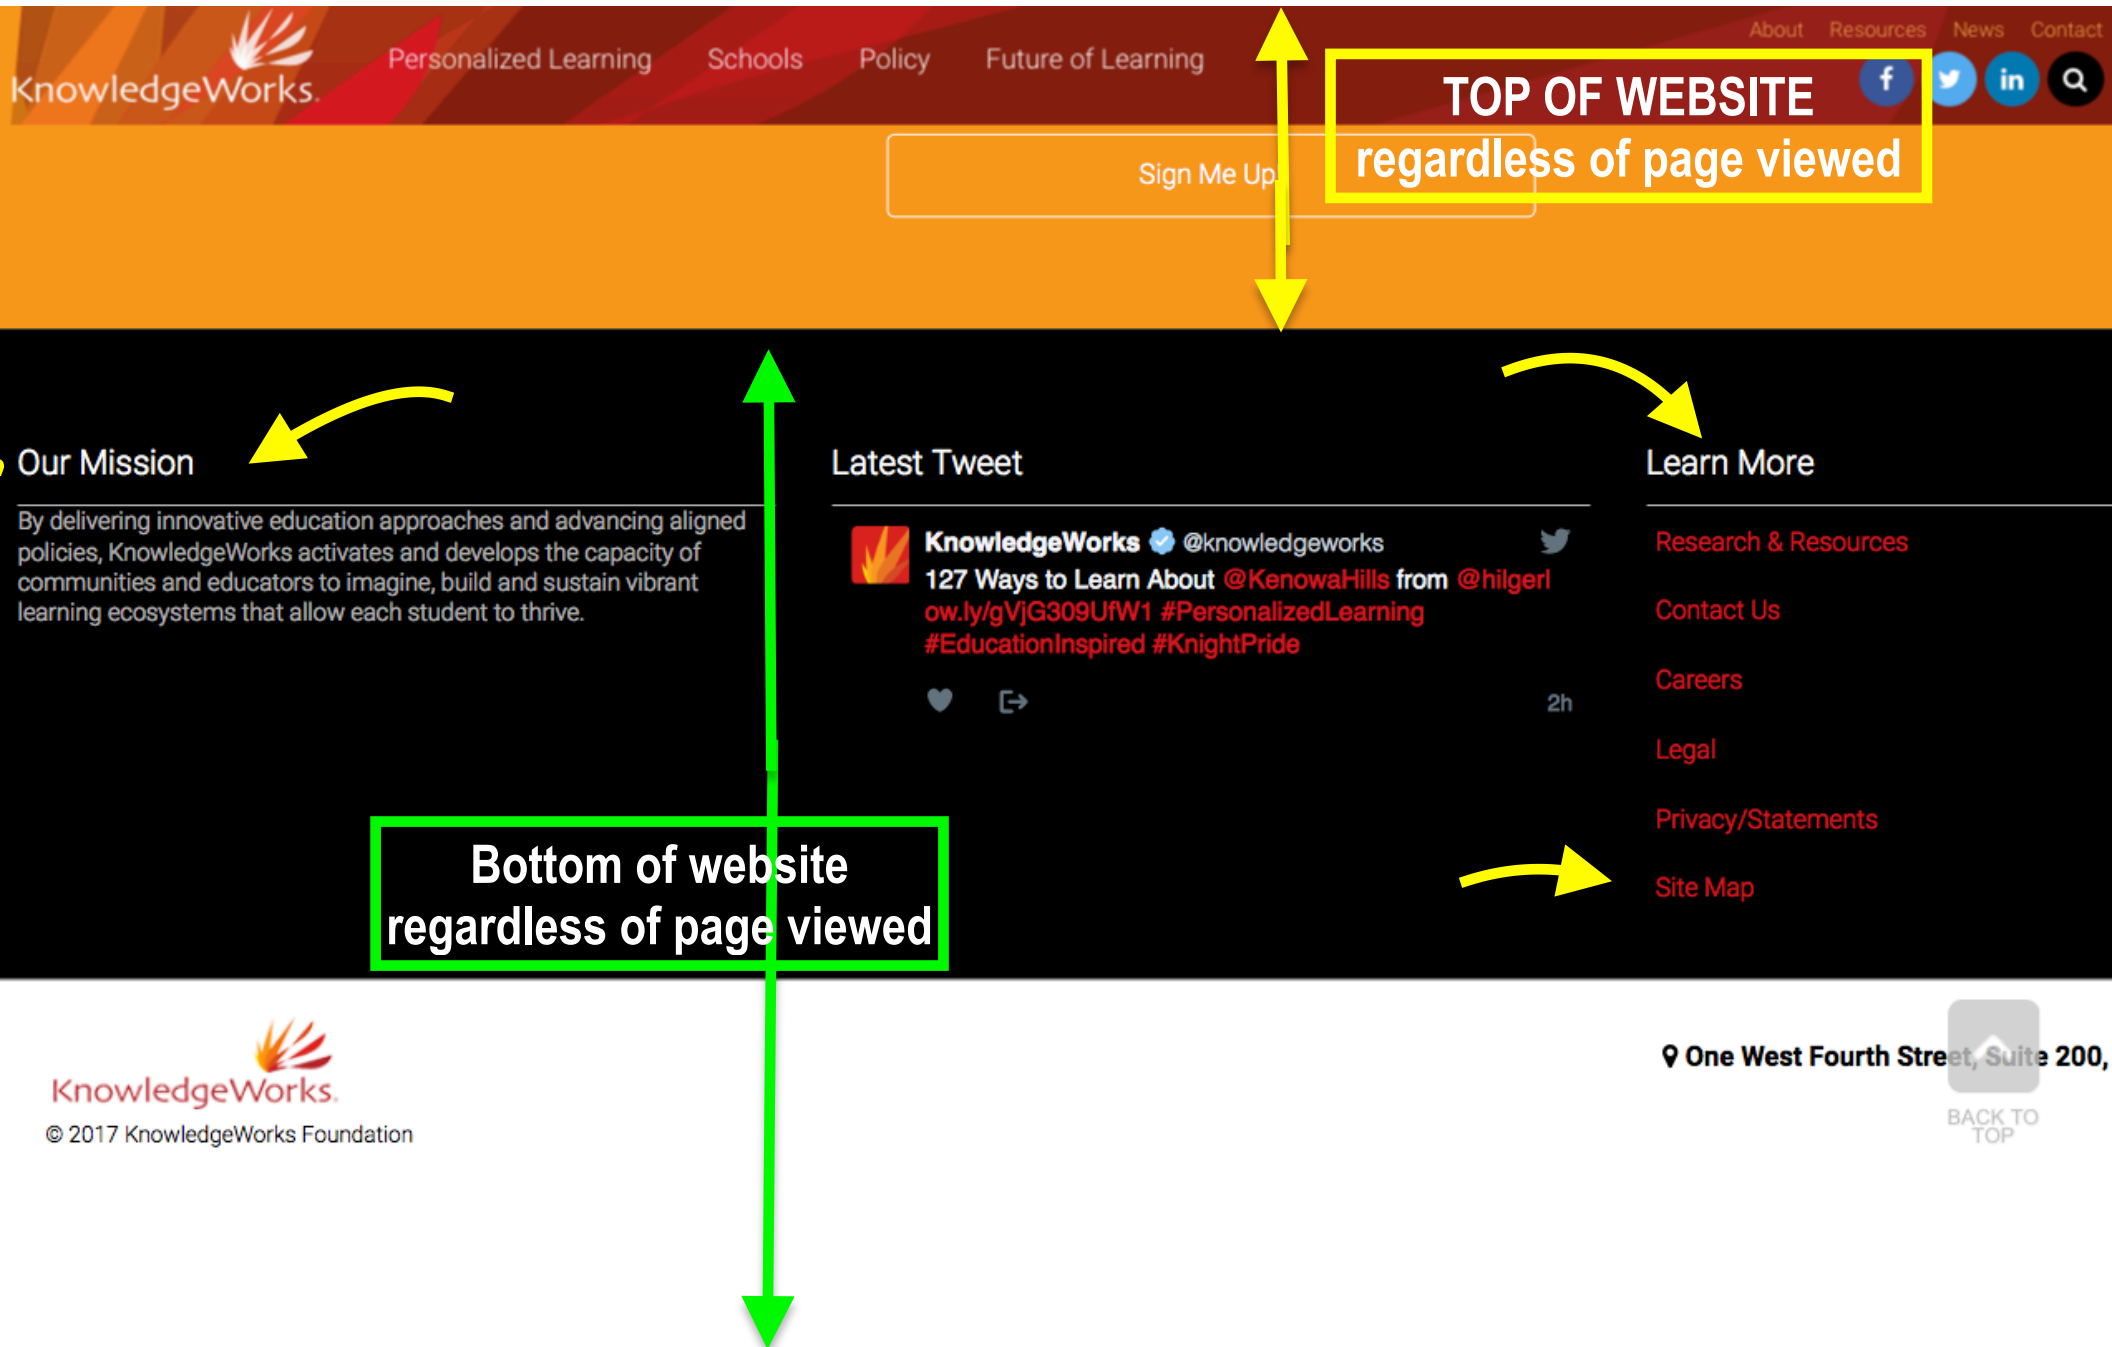 About Resources News Contact
KnowledgeWorks.
Personalized Learning Schools Policy Future of Learning
f in
TOP OF WEBSITE
regardless of page viewed
Sign Me Up!
Our Mission
By delivering innovative education approaches and advancing aligned
policies, KnowledgeWorks activates and develops the capacity of
communities and educators to imagine, build and sustain vibrant
learning ecosystems that allow each student to thrive.
Latest Tweet
KnowledgeWorks @knowledgeworks
127 Ways to Learn About @KenowaHills from @hilgerl
ow.ly/gVjG309UfW1 #PersonalizedLearning
#EducationInspired #KnightPride
2h
Learn More
Research & Resources
Contact Us
Careers
Legal
Privacy/Statements
Site Map
Bottom of website
regardless of page viewed
KnowledgeWorks.
© 2017 KnowledgeWorks Foundation
One West Fourth Street, Suite 200,
BACK TO
TOP